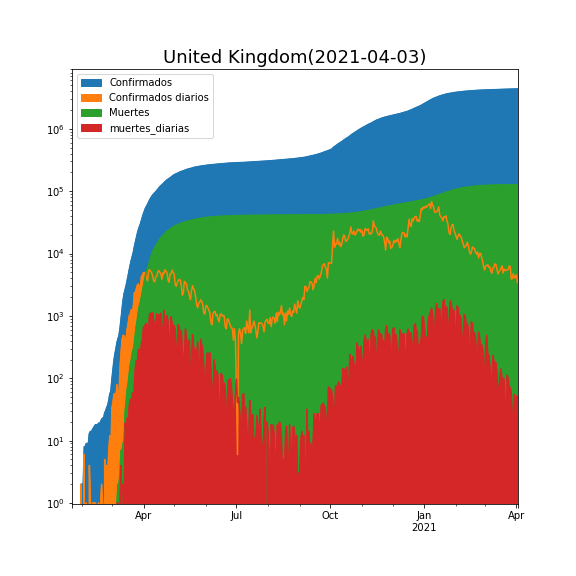 United Kingdom(2021-04-03)
Confirmados
Confirmados diarios
Muertes
muertes_diarias
10^6
10^5
10^4
10^3
10^2
10^1
10^0
Apr Jul Oct Jan Apr
2021